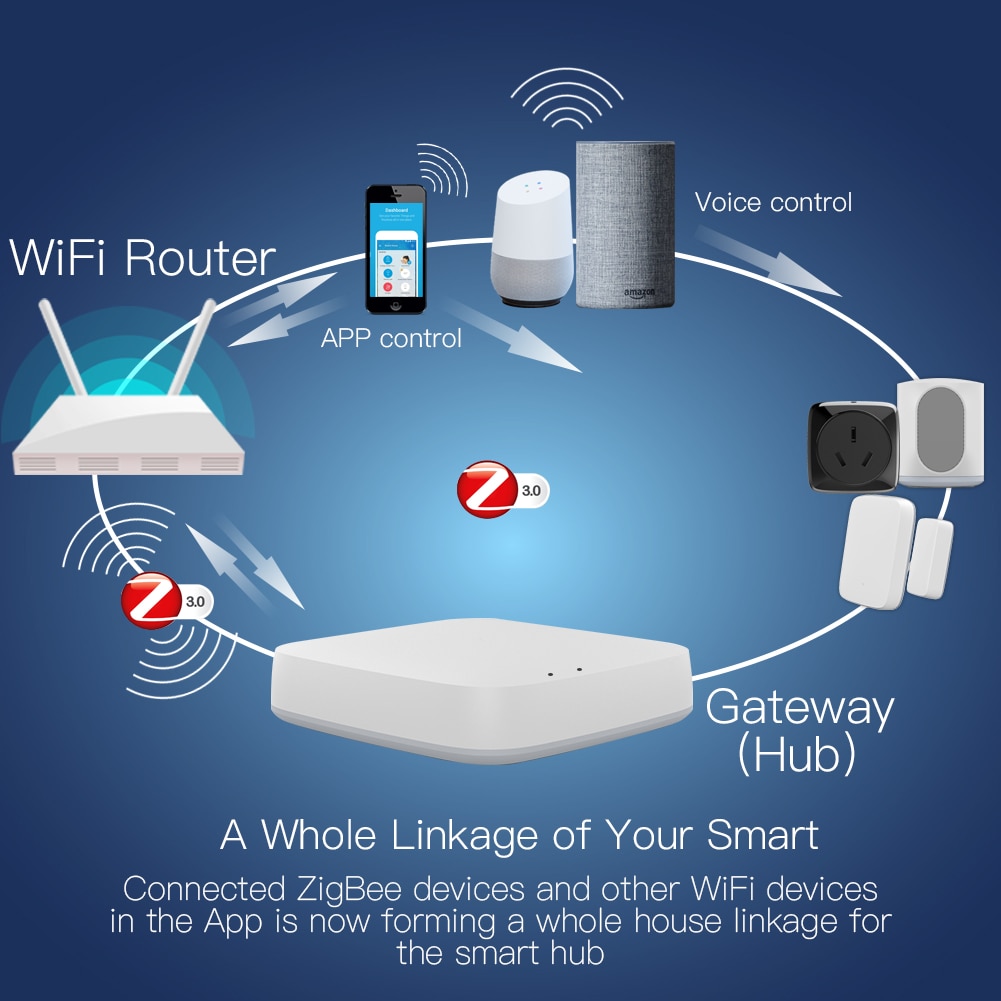 Voice control
WiFi Router
Dashboard
amazon
APP control
Z 3.0
Z 3.0
Gateway
(Hub)
A Whole Linkage of Your Smart
Connected ZigBee devices and other WiFi devices
in the App is now forming a whole house linkage for
the smart hub